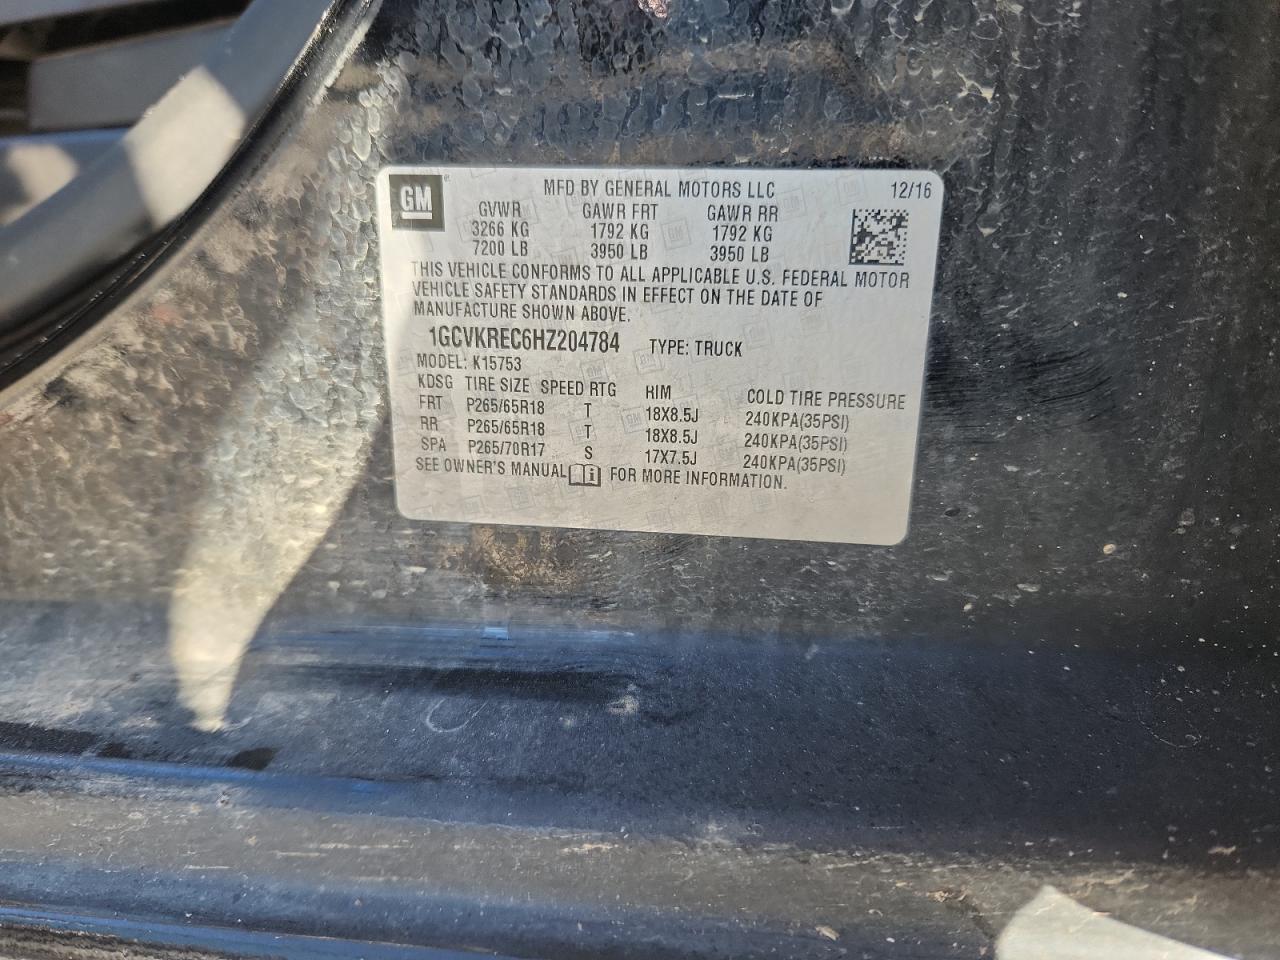 GM
MFD BY GENERAL MOTORS LLC 12/16
GVWR GAWR FRT GAWR RR
3266 KG 1792 KG 1792 KG
7200 LB 3950 LB 3950 LB
THIS VEHICLE CONFORMS TO ALL APPLICABLE U.S. FEDERAL MOTOR
VEHICLE SAFETY STANDARDS IN EFFECT ON THE DATE OF
MANUFACTURE SHOWN ABOVE.
1GCVKREC6HZ204784 TYPE: TRUCK
MODEL: K15753
KDSG TIRE SIZE SPEED RTG RIM COLD TIRE PRESSURE
FRT P265/65R18 T 18X8.5J 240KPA(35PSI)
RR P265/65R18 T 18X8.5J 240KPA(35PSI)
SPA P265/70R17 S 17X7.5J 240KPA(35PSI)
SEE OWNER'S MANUAL FOR MORE INFORMATION.